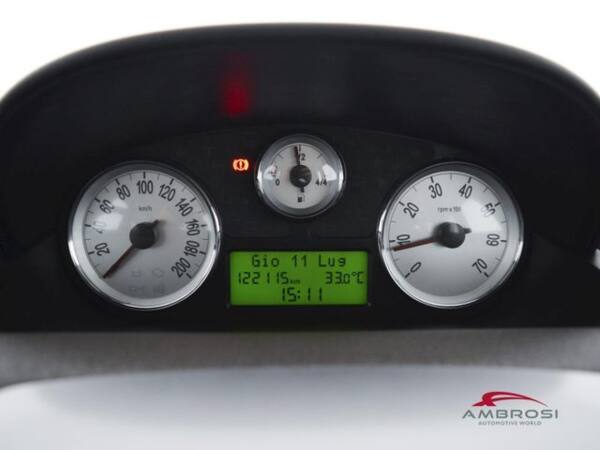 20 40 60 80 100 120 140 160 180 200
km/h
0 1/2 4/4
0 10 20 30 40 50 60 70
rpm x 100
Gio 11 Lug
122115km 33.0°C
15:11
AMBROSI
AUTOMOTIVE WORLD